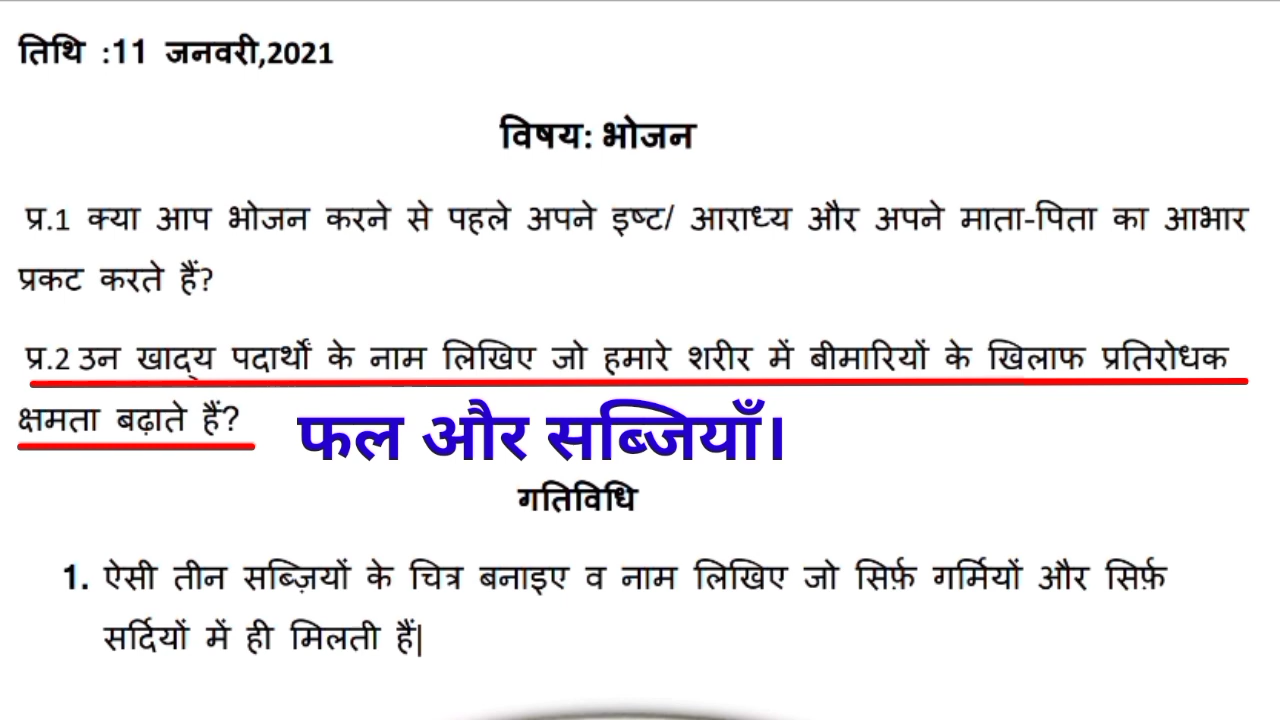 तिथि :11 जनवरी,2021
विषय: भोजन
प्र.1 क्या आप भोजन करने से पहले अपने इष्ट/ आराध्य और अपने माता-पिता का आभार
प्रकट करते हैं?
प्र.2 उन खाद्य पदार्थों के नाम लिखिए जो हमारे शरीर में बीमारियों के खिलाफ प्रतिरोधक
क्षमता बढ़ाते हैं?
फल और सब्जियाँ।
गतिविधि
1. ऐसी तीन सब्ज़ियों के चित्र बनाइए व नाम लिखिए जो सिर्फ़ गर्मियों और सिर्फ़
सर्दियों में ही मिलती हैं|